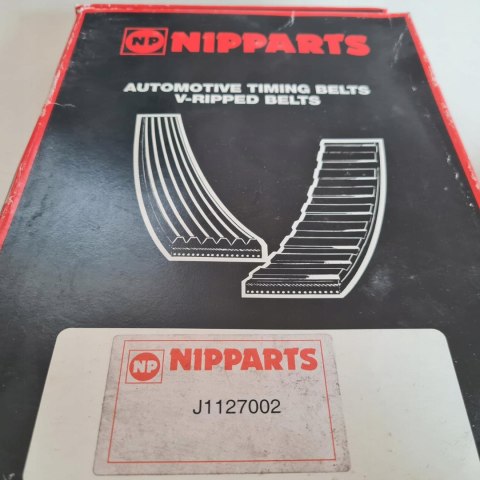 NP NIPPARTS
AUTOMOTIVE TIMING BELTS
V-RIPPED BELTS
NP NIPPARTS
J1127002